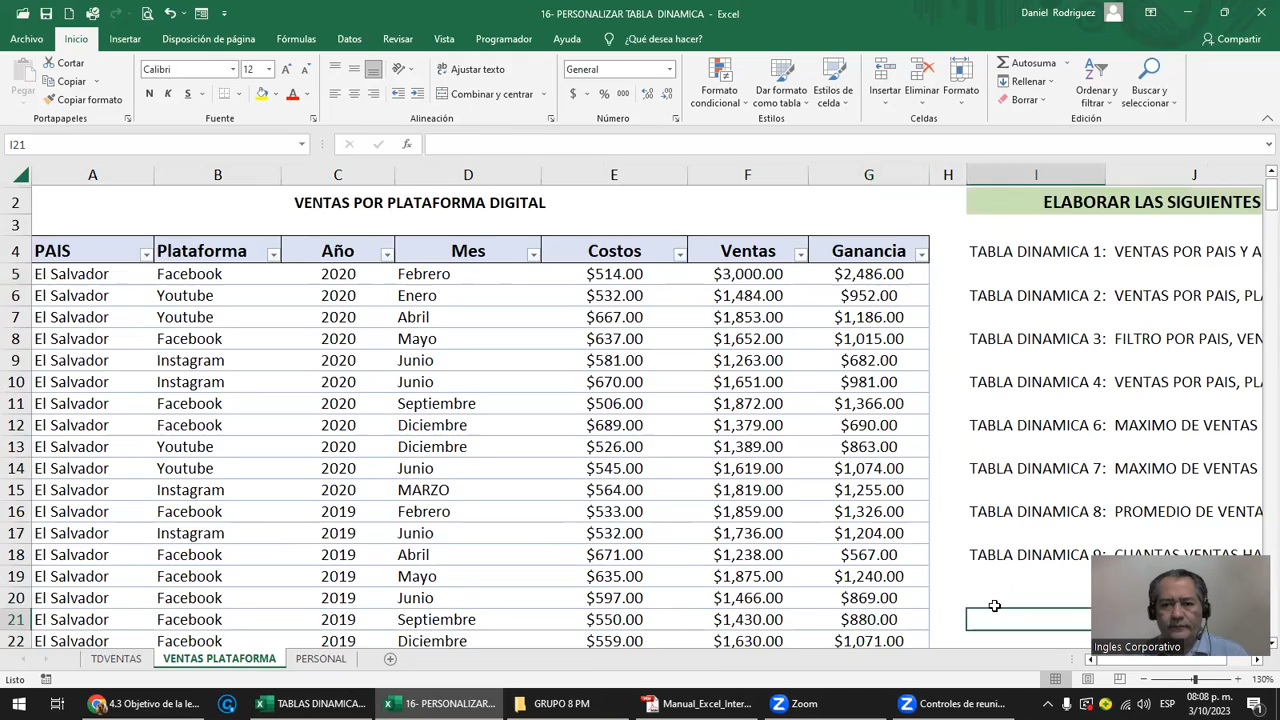 16- PERSONALIZAR TABLA DINAMICA - Excel
Daniel Rodriguez
Archivo Inicio Insertar Disposición de página Fórmulas Datos Revisar Vista Programador Ayuda ¿Qué desea hacer? Compartir
Pegar
Cortar
Copiar
Copiar formato
Portapapeles
Calibri 12
N K S
Fuente
Ajustar texto
Combinar y centrar
Alineación
General
$ % 000
Número
Formato condicional
Dar formato como tabla
Estilos de celda
Estilos
Insertar Eliminar Formato
Celdas
Autosuma
Rellenar
Borrar
Ordenar y filtrar
Buscar y seleccionar
Edición
I21
fx
A B C D E F G H I J
2 VENTAS POR PLATAFORMA DIGITAL ELABORAR LAS SIGUIENTES
3
4 PAIS Plataforma Año Mes Costos Ventas Ganancia TABLA DINAMICA 1: VENTAS POR PAIS Y A
5 El Salvador Facebook 2020 Febrero $514.00 $3,000.00 $2,486.00
6 El Salvador Youtube 2020 Enero $532.00 $1,484.00 $952.00 TABLA DINAMICA 2: VENTAS POR PAIS, PLA
7 El Salvador Youtube 2020 Abril $667.00 $1,853.00 $1,186.00
8 El Salvador Facebook 2020 Mayo $637.00 $1,652.00 $1,015.00 TABLA DINAMICA 3: FILTRO POR PAIS, VEN
9 El Salvador Instagram 2020 Junio $581.00 $1,263.00 $682.00
10 El Salvador Instagram 2020 Junio $670.00 $1,651.00 $981.00 TABLA DINAMICA 4: VENTAS POR PAIS, PL
11 El Salvador Facebook 2020 Septiembre $506.00 $1,872.00 $1,366.00
12 El Salvador Facebook 2020 Diciembre $689.00 $1,379.00 $690.00 TABLA DINAMICA 6: MAXIMO DE VENTAS
13 El Salvador Youtube 2020 Diciembre $526.00 $1,389.00 $863.00
14 El Salvador Youtube 2020 Junio $545.00 $1,619.00 $1,074.00 TABLA DINAMICA 7: MAXIMO DE VENTAS
15 El Salvador Instagram 2020 MARZO $564.00 $1,819.00 $1,255.00
16 El Salvador Facebook 2019 Febrero $533.00 $1,859.00 $1,326.00 TABLA DINAMICA 8: PROMEDIO DE VENTA
17 El Salvador Instagram 2019 Junio $532.00 $1,736.00 $1,204.00
18 El Salvador Facebook 2019 Abril $671.00 $1,238.00 $567.00 TABLA DINAMICA 9: CUANTAS VENTAS HA
19 El Salvador Facebook 2019 Mayo $635.00 $1,875.00 $1,240.00
20 El Salvador Facebook 2019 Junio $597.00 $1,466.00 $869.00
21 El Salvador Facebook 2019 Septiembre $550.00 $1,430.00 $880.00
22 El Salvador Facebook 2019 Diciembre $559.00 $1,630.00 $1,071.00
Ingles Corporativo
TDVENTAS VENTAS PLATAFORMA PERSONAL
Listo 130%
4.3 Objetivo de la le... TABLAS DINAMICA... 16- PERSONALIZAR... GRUPO 8 PM Manual_Excel_Inter... Zoom Controles de reuni... ESP 08:08 p. m.
3/10/2023